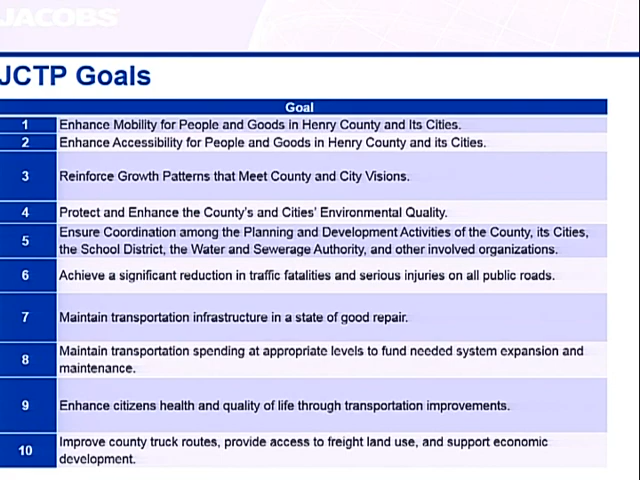 JACOBS
JCTP Goals
Goal
1 Enhance Mobility for People and Goods in Henry County and Its Cities.
2 Enhance Accessibility for People and Goods in Henry County and its Cities.
3 Reinforce Growth Patterns that Meet County and City Visions.
4 Protect and Enhance the County's and Cities' Environmental Quality.
5 Ensure Coordination among the Planning and Development Activities of the County, its Cities,
the School District, the Water and Sewerage Authority, and other involved organizations.
6 Achieve a significant reduction in traffic fatalities and serious injuries on all public roads.
7 Maintain transportation infrastructure in a state of good repair.
8 Maintain transportation spending at appropriate levels to fund needed system expansion and
maintenance.
9 Enhance citizens health and quality of life through transportation improvements.
10 Improve county truck routes, provide access to freight land use, and support economic
development.